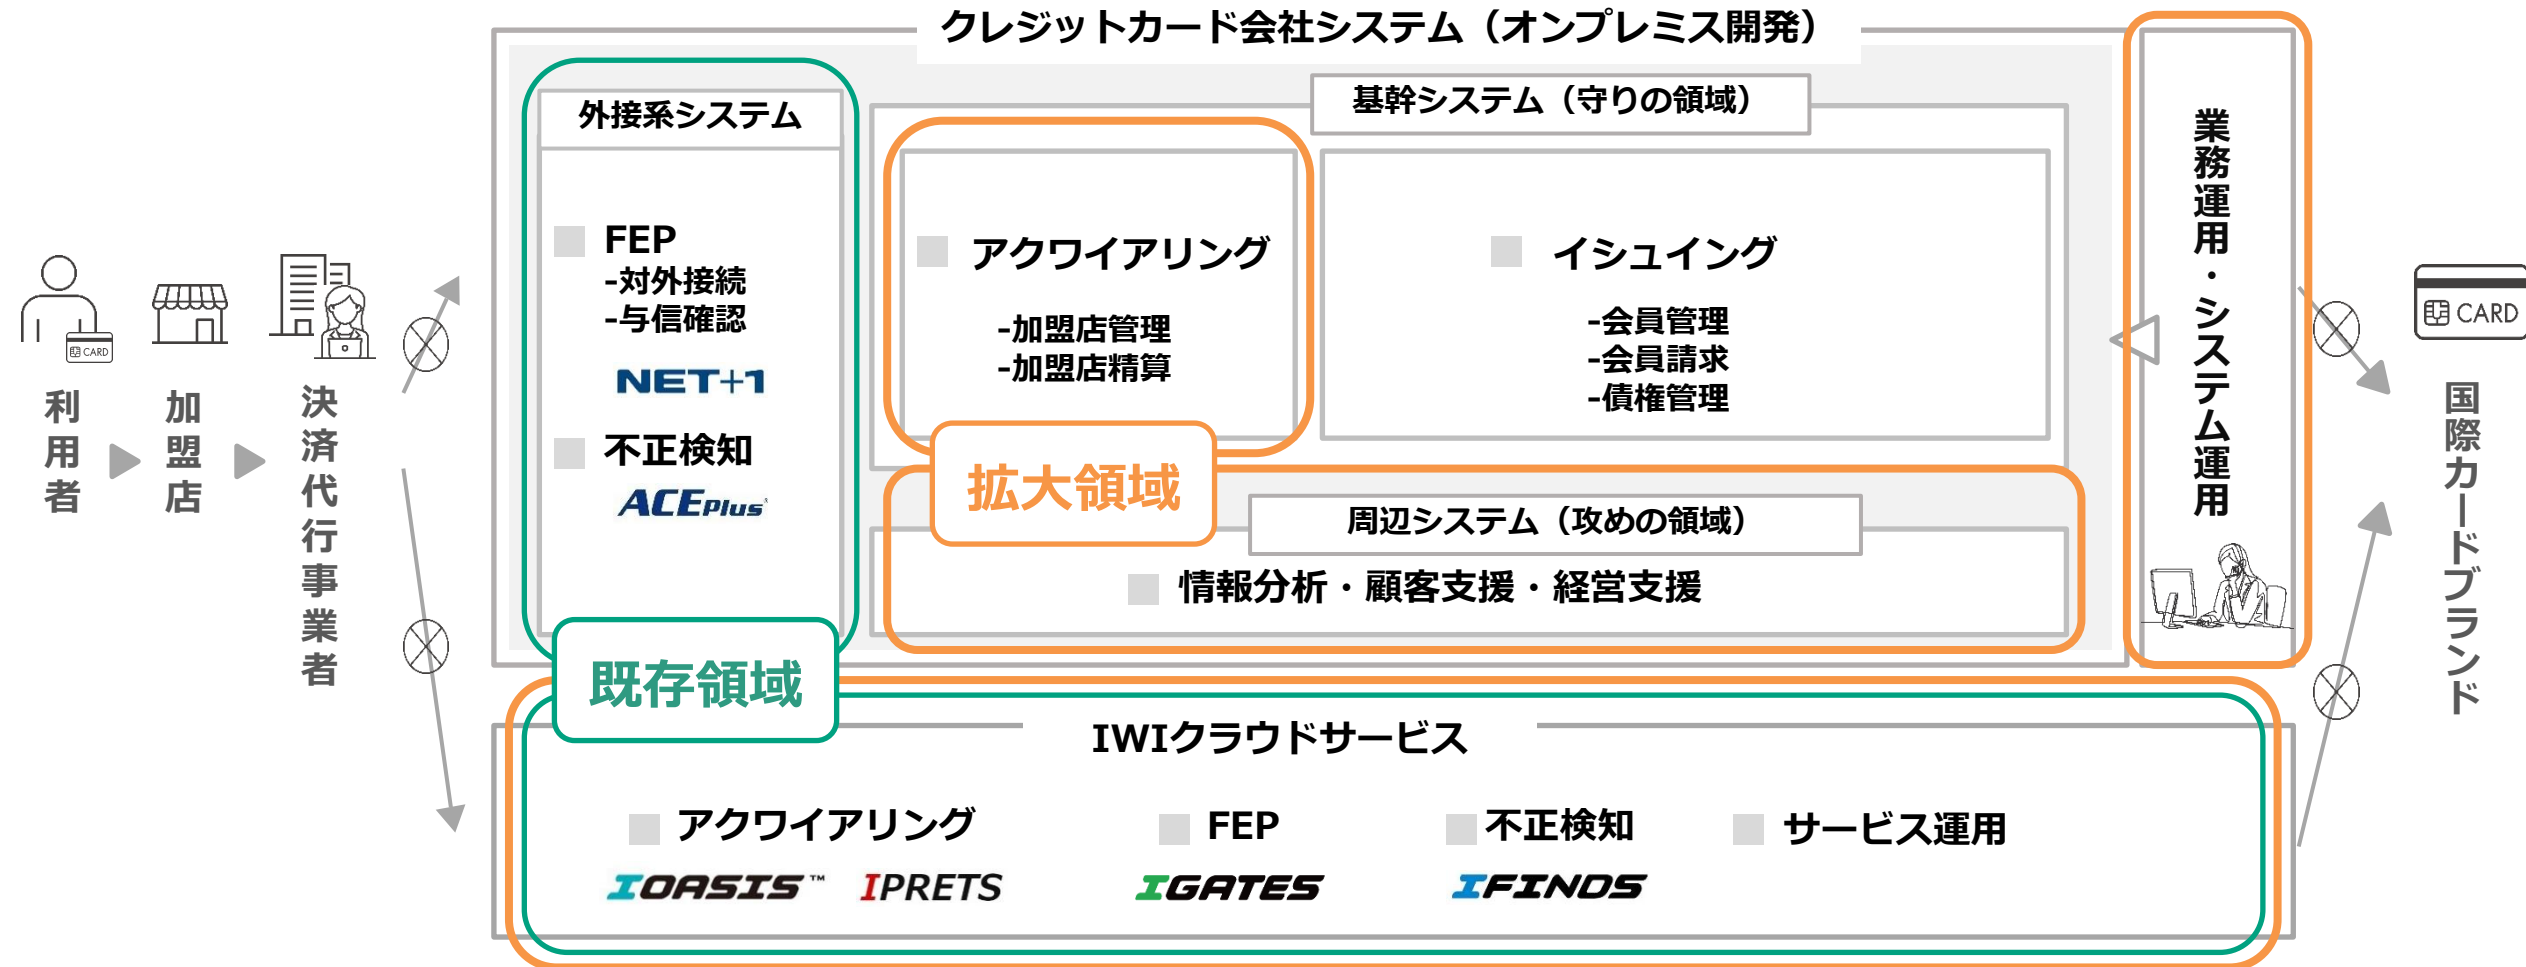 クレジットカード会社システム（オンプレミス開発）
外接系システム
FEP
-対外接続
-与信確認
NET+1
不正検知
ACEPlus
基幹システム（守りの領域）
アクワイアリング
-加盟店管理
-加盟店精算
イシュイング
-会員管理
-会員請求
-債権管理
拡大領域
周辺システム（攻めの領域）
情報分析・顧客支援・経営支援
業務運用・システム運用
CARD
利用者
加盟店
決済代行事業者
CARD
国際カードブランド
既存領域
IWIクラウドサービス
アクワイアリング
IOASIS™
IPRETS
FEP
IGATES
不正検知
IFINDS
サービス運用